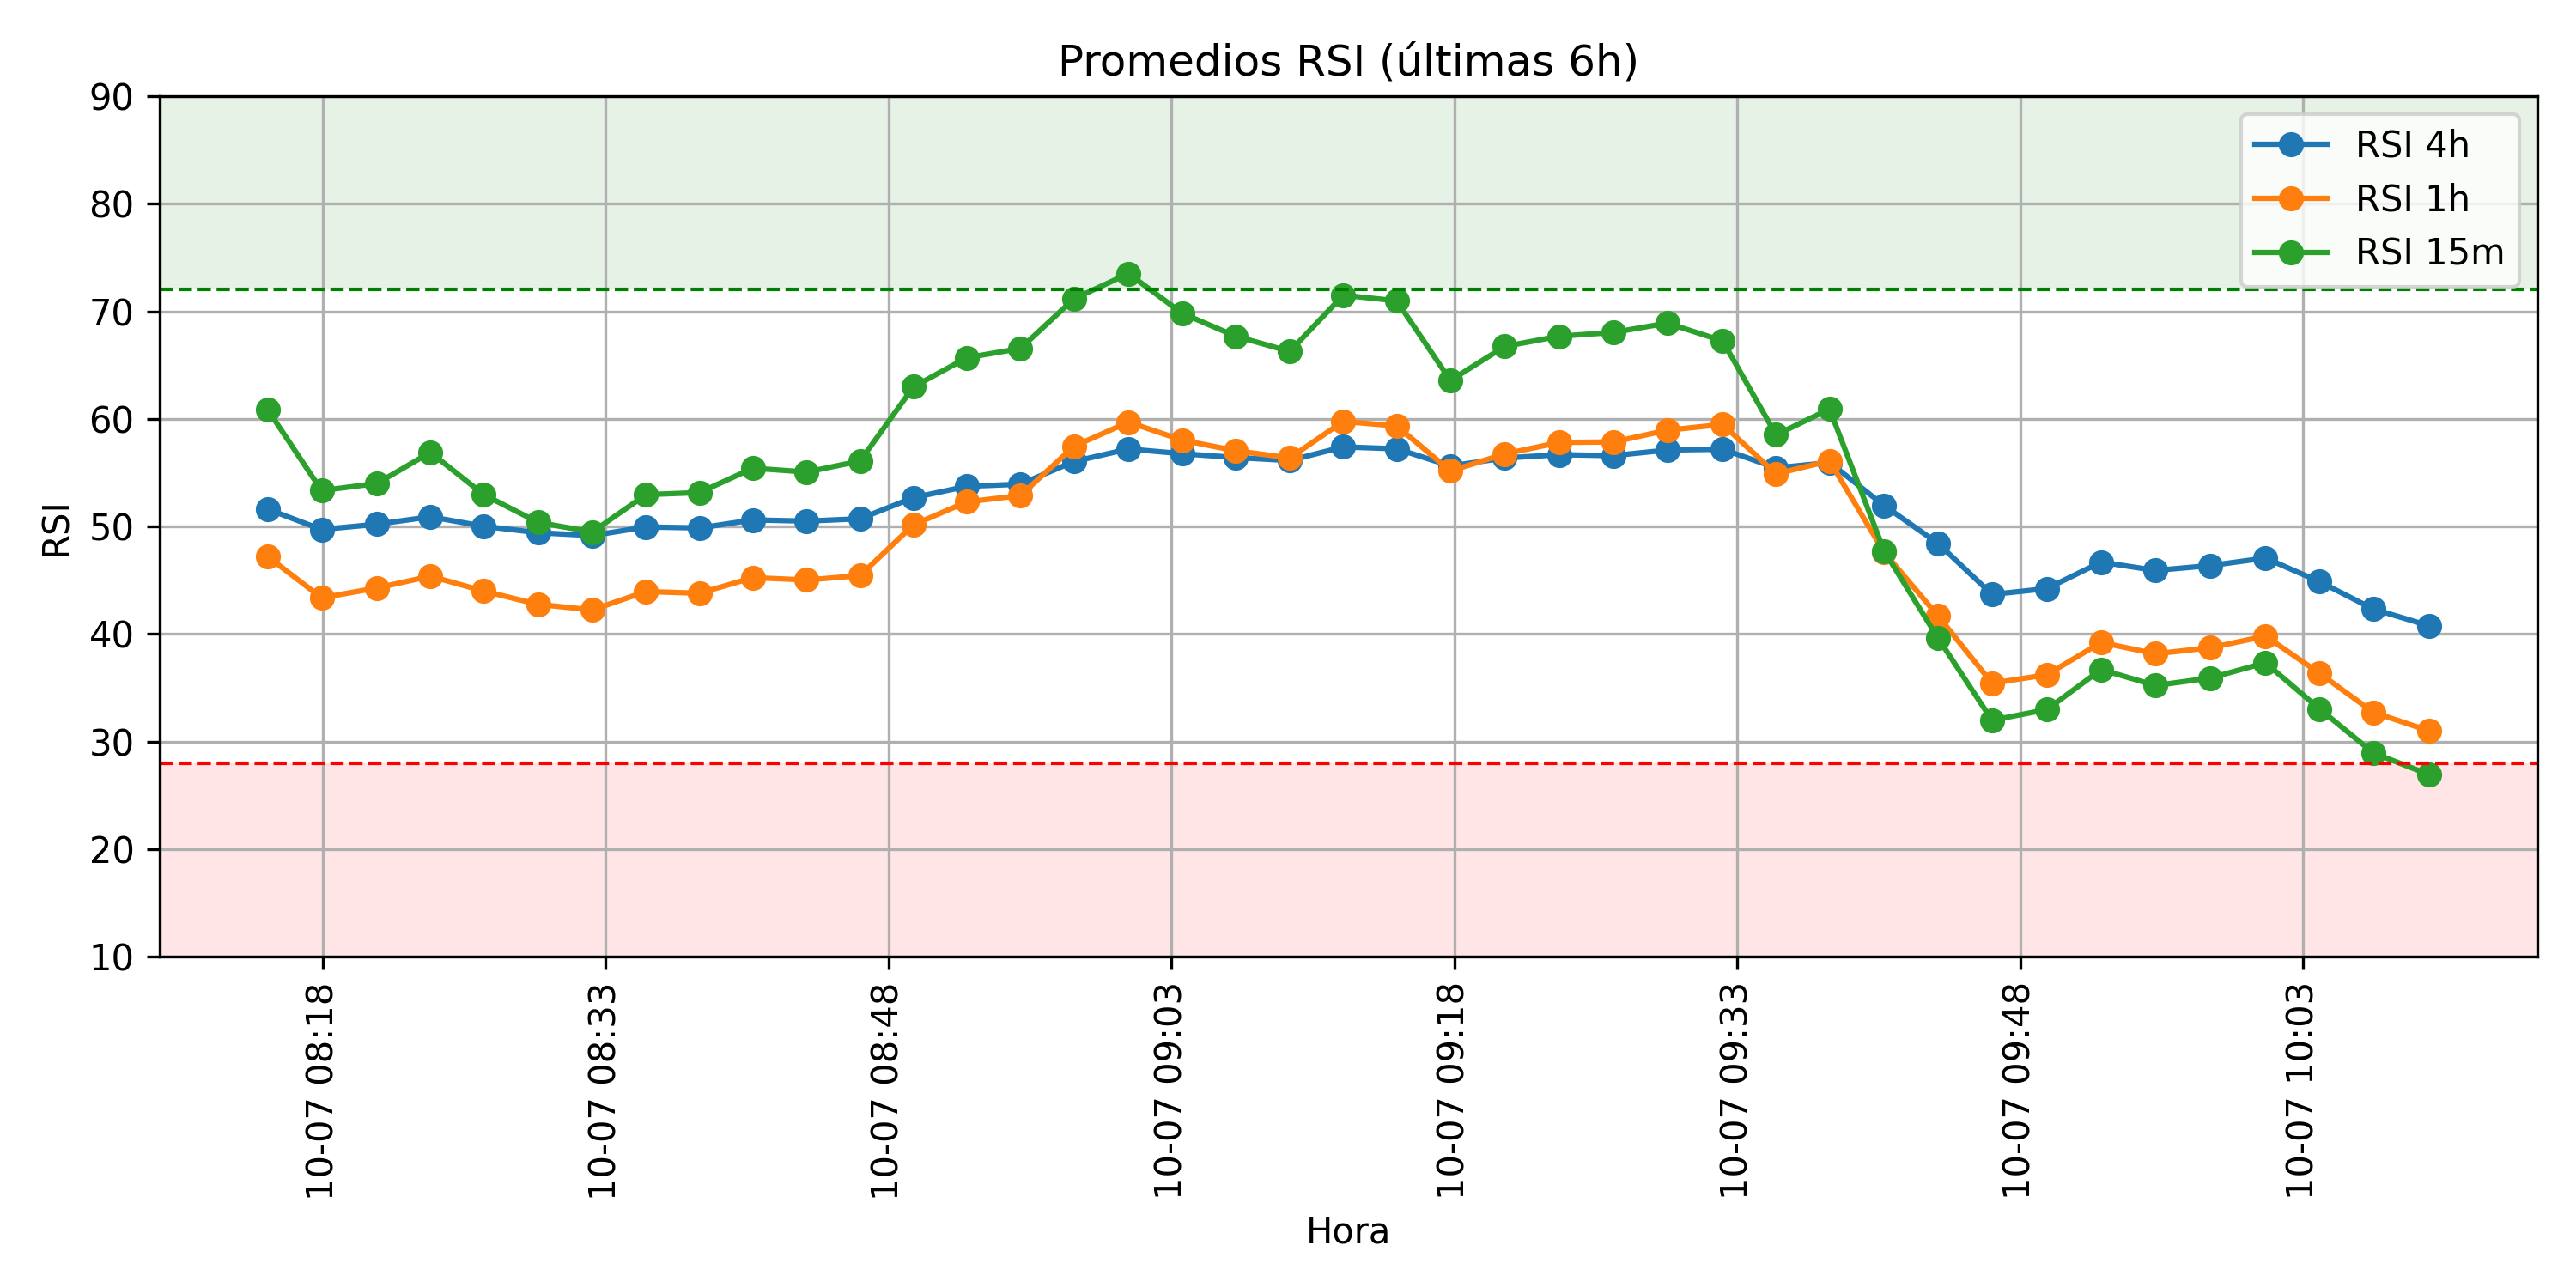 Promedios RSI (últimas 6h)
90
80
70
60
50
40
30
20
10
RSI
RSI 4h
RSI 1h
RSI 15m
10-07 08:18
10-07 08:33
10-07 08:48
10-07 09:03
10-07 09:18
10-07 09:33
10-07 09:48
10-07 10:03
Hora